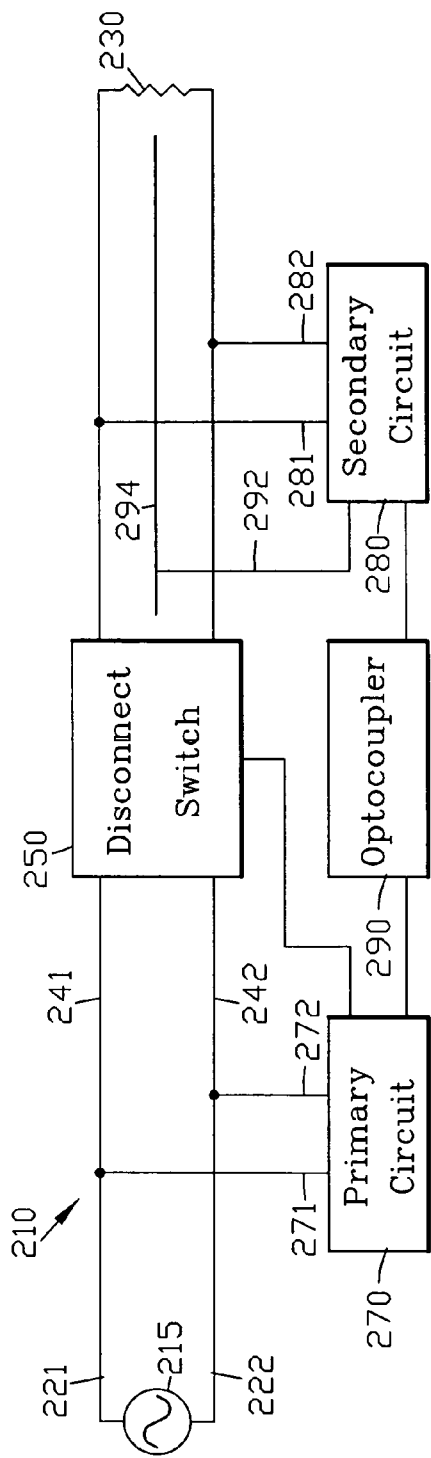 210
215
221
222
241
242
250
Disconnect
Switch
294
292
230
281
282
271
272
Primary
Circuit
270
Optocoupler
290
Secondary
Circuit
280